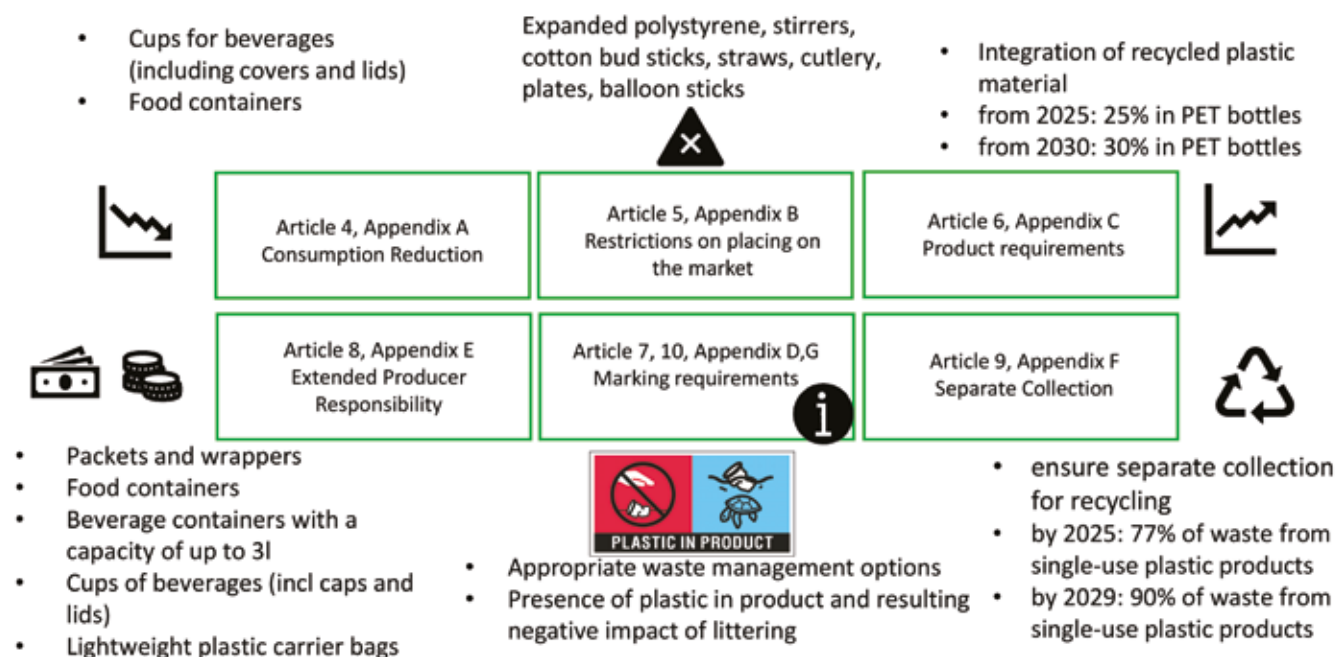 • Cups for beverages
(including covers and lids)
• Food containers
Expanded polystyrene, stirrers,
cotton bud sticks, straws, cutlery,
plates, balloon sticks
• Integration of recycled plastic
material
• from 2025: 25% in PET bottles
• from 2030: 30% in PET bottles
Article 4, Appendix A
Consumption Reduction
Article 5, Appendix B
Restrictions on placing on
the market
Article 6, Appendix C
Product requirements
Article 8, Appendix E
Extended Producer
Responsibility
Article 7, 10, Appendix D,G
Marking requirements
i
Article 9, Appendix F
Separate Collection
• Packets and wrappers
• Food containers
• Beverage containers with a
capacity of up to 3l
• Cups of beverages (incl caps and
lids)
• Lightweight plastic carrier bags
PLASTIC IN PRODUCT
• Appropriate waste management options
• Presence of plastic in product and resulting
negative impact of littering
• ensure separate collection
for recycling
• by 2025: 77% of waste from
single-use plastic products
• by 2029: 90% of waste from
single-use plastic products